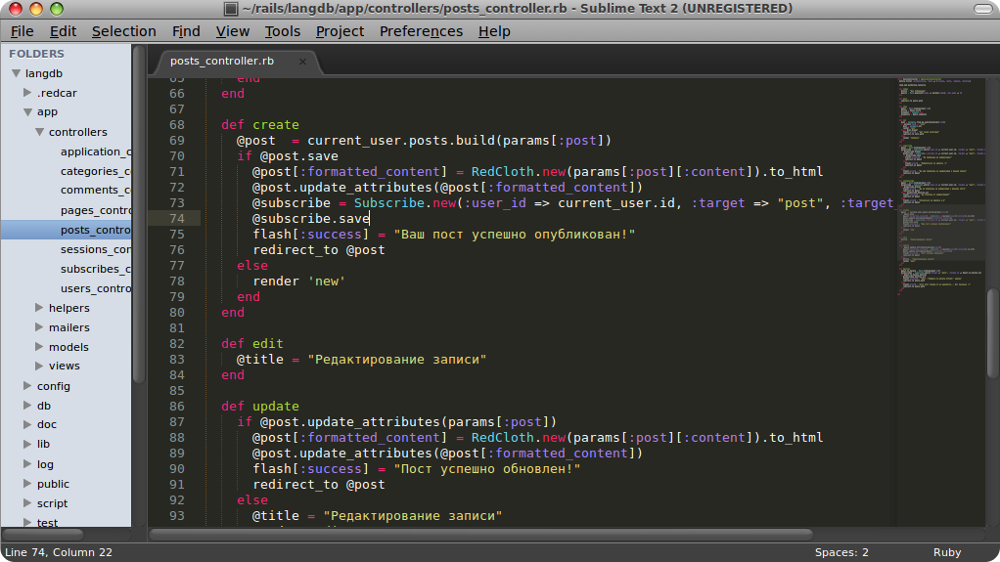 ~/rails/langdb/app/controllers/posts_controller.rb - Sublime Text 2 (UNREGISTERED)
File Edit Selection Find View Tools Project Preferences Help
FOLDERS
langdb
.redcar
app
controllers
application_c
categories_c
comments_c
pages_contro
posts_contro
sessions_con
subscribes_c
users_contro
helpers
mailers
models
views
config
db
doc
lib
log
public
script
test
posts_controller.rb ×
65 end
66 end
67
68 def create
69 @post  = current_user.posts.build(params[:post])
70 if @post.save
71 @post[:formatted_content] = RedCloth.new(params[:post][:content]).to_html
72 @post.update_attributes(@post[:formatted_content])
73 @subscribe = Subscribe.new(:user_id => current_user.id, :target => "post", :target
74 @subscribe.save
75 flash[:success] = "Ваш пост успешно опубликован!"
76 redirect_to @post
77 else
78 render 'new'
79 end
80 end
81
82 def edit
83 @title = "Редактирование записи"
84 end
85
86 def update
87 if @post.update_attributes(params[:post])
88 @post[:formatted_content] = RedCloth.new(params[:post][:content]).to_html
89 @post.update_attributes(@post[:formatted_content])
90 flash[:success] = "Пост успешно обновлен!"
91 redirect_to @post
92 else
93 @title = "Редактирование записи"
Line 74, Column 22 Spaces: 2 Ruby